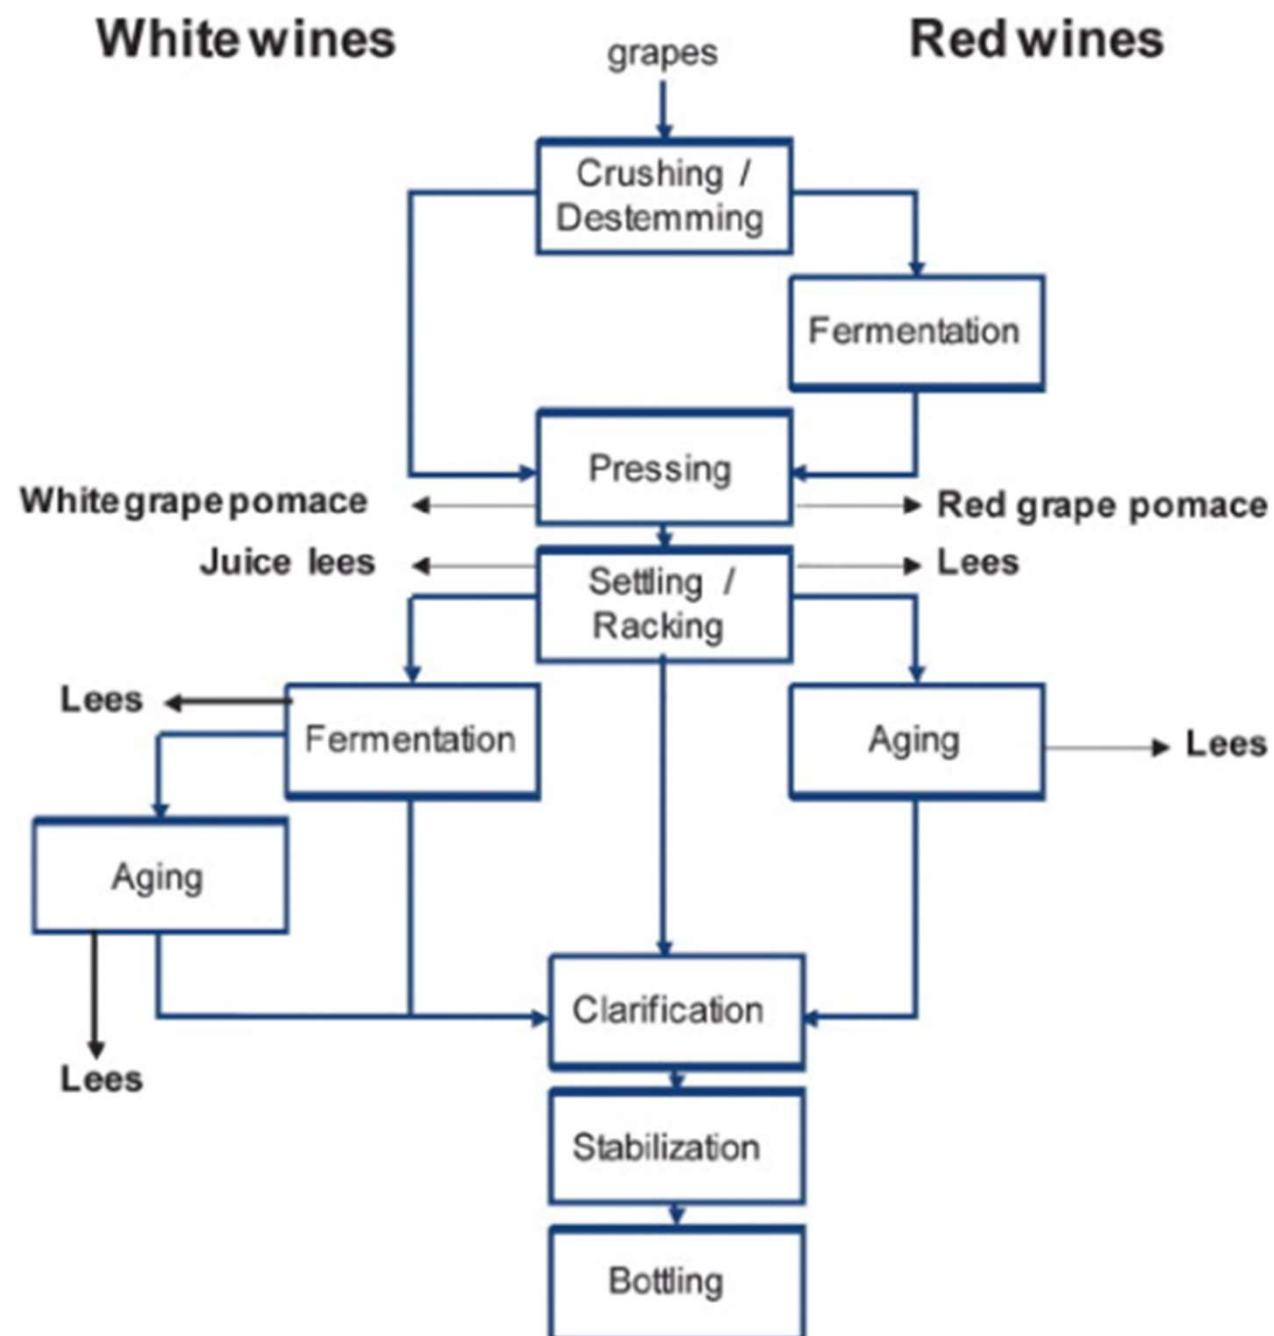 White wines
Red wines
grapes
Crushing /
Destemming
Fermentation
Pressing
White grape pomace
Red grape pomace
Juice lees
Lees
Settling /
Racking
Lees
Fermentation
Aging
Lees
Aging
Clarification
Lees
Stabilization
Bottling